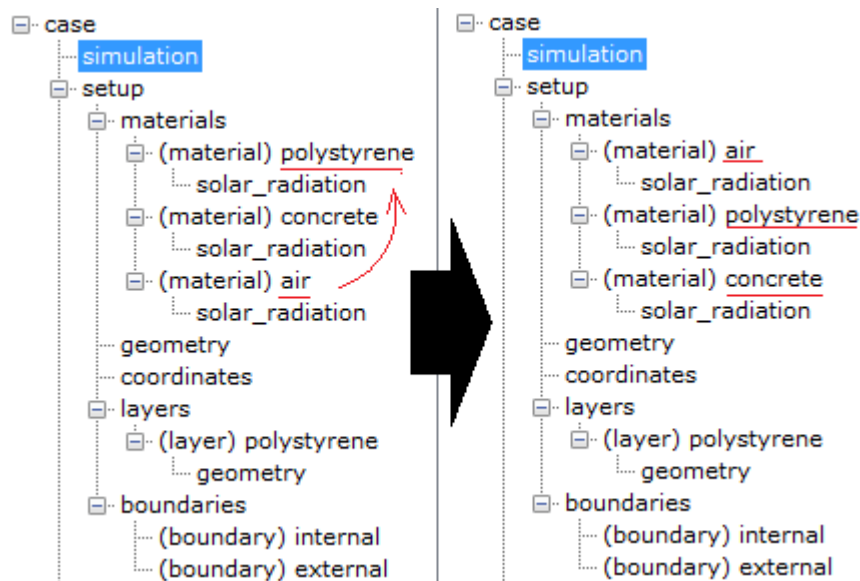 case
simulation
setup
materials
(material) polystyrene
solar_radiation
(material) concrete
solar_radiation
(material) air
solar_radiation
geometry
coordinates
layers
(layer) polystyrene
geometry
boundaries
(boundary) internal
(boundary) external
case
simulation
setup
materials
(material) air
solar_radiation
(material) polystyrene
solar_radiation
(material) concrete
solar_radiation
geometry
coordinates
layers
(layer) polystyrene
geometry
boundaries
(boundary) internal
(boundary) external